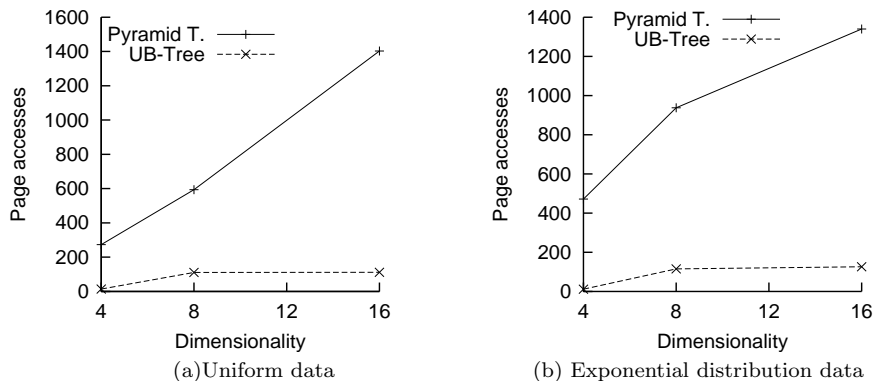 1600
1400
1200
1000
800
600
400
200
0
4 8 12 16
Page accesses
Dimensionality
Pyramid T.
UB-Tree
(a)Uniform data
1400
1200
1000
800
600
400
200
0
4 8 12 16
Page accesses
Dimensionality
Pyramid T.
UB-Tree
(b) Exponential distribution data